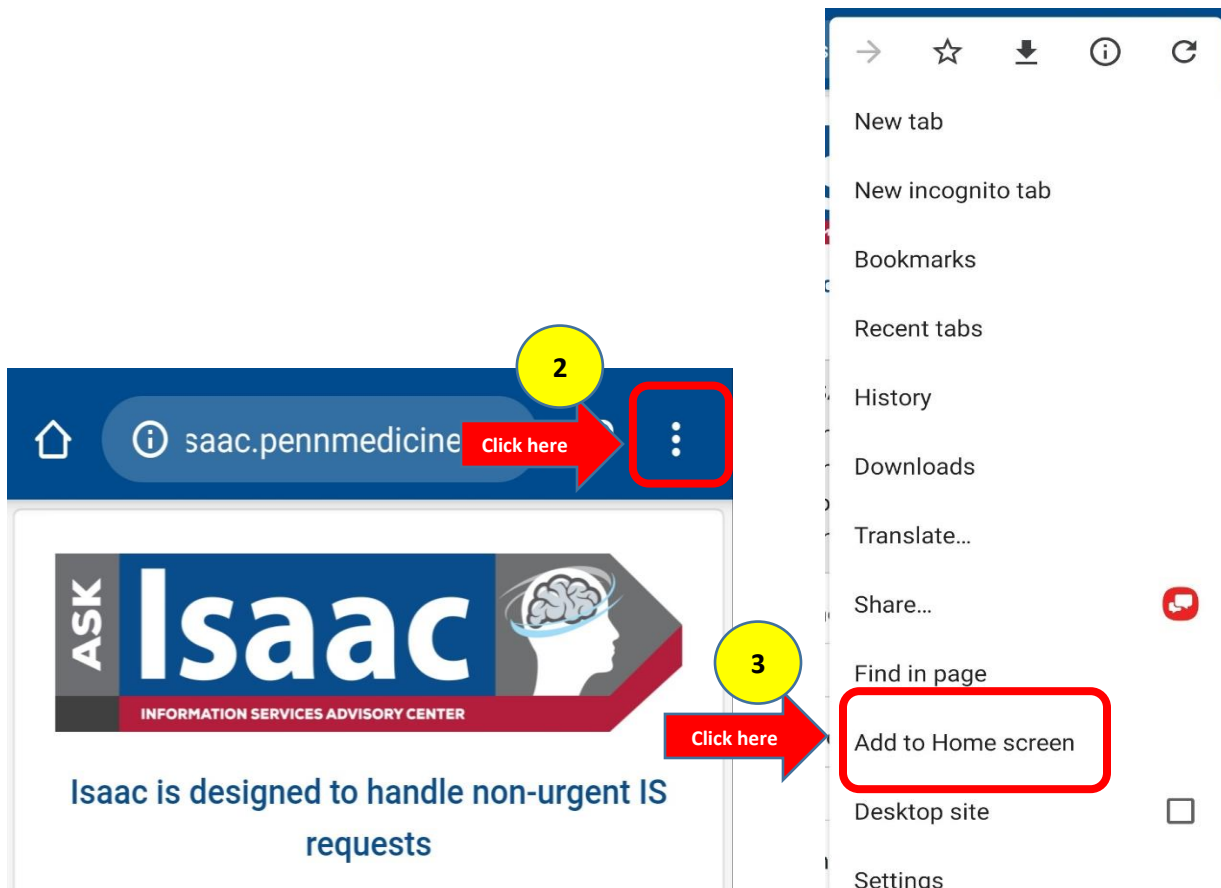 2
saac.pennmedicine
Click here
ASK
Isaac
INFORMATION SERVICES ADVISORY CENTER
Isaac is designed to handle non-urgent IS
requests
New tab
New incognito tab
Bookmarks
Recent tabs
History
Downloads
Translate...
Share...
Find in page
3
Click here
Add to Home screen
Desktop site
Settings